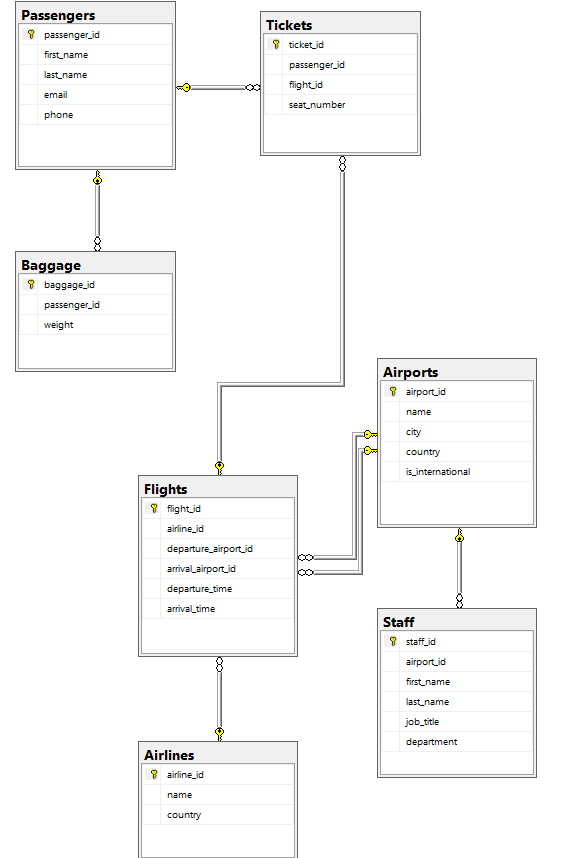 Passengers
passenger_id
first_name
last_name
email
phone
Tickets
ticket_id
passenger_id
flight_id
seat_number
Baggage
baggage_id
passenger_id
weight
Airports
airport_id
name
city
country
is_international
Flights
flight_id
airline_id
departure_airport_id
arrival_airport_id
departure_time
arrival_time
Staff
staff_id
airport_id
first_name
last_name
job_title
department
Airlines
airline_id
name
country